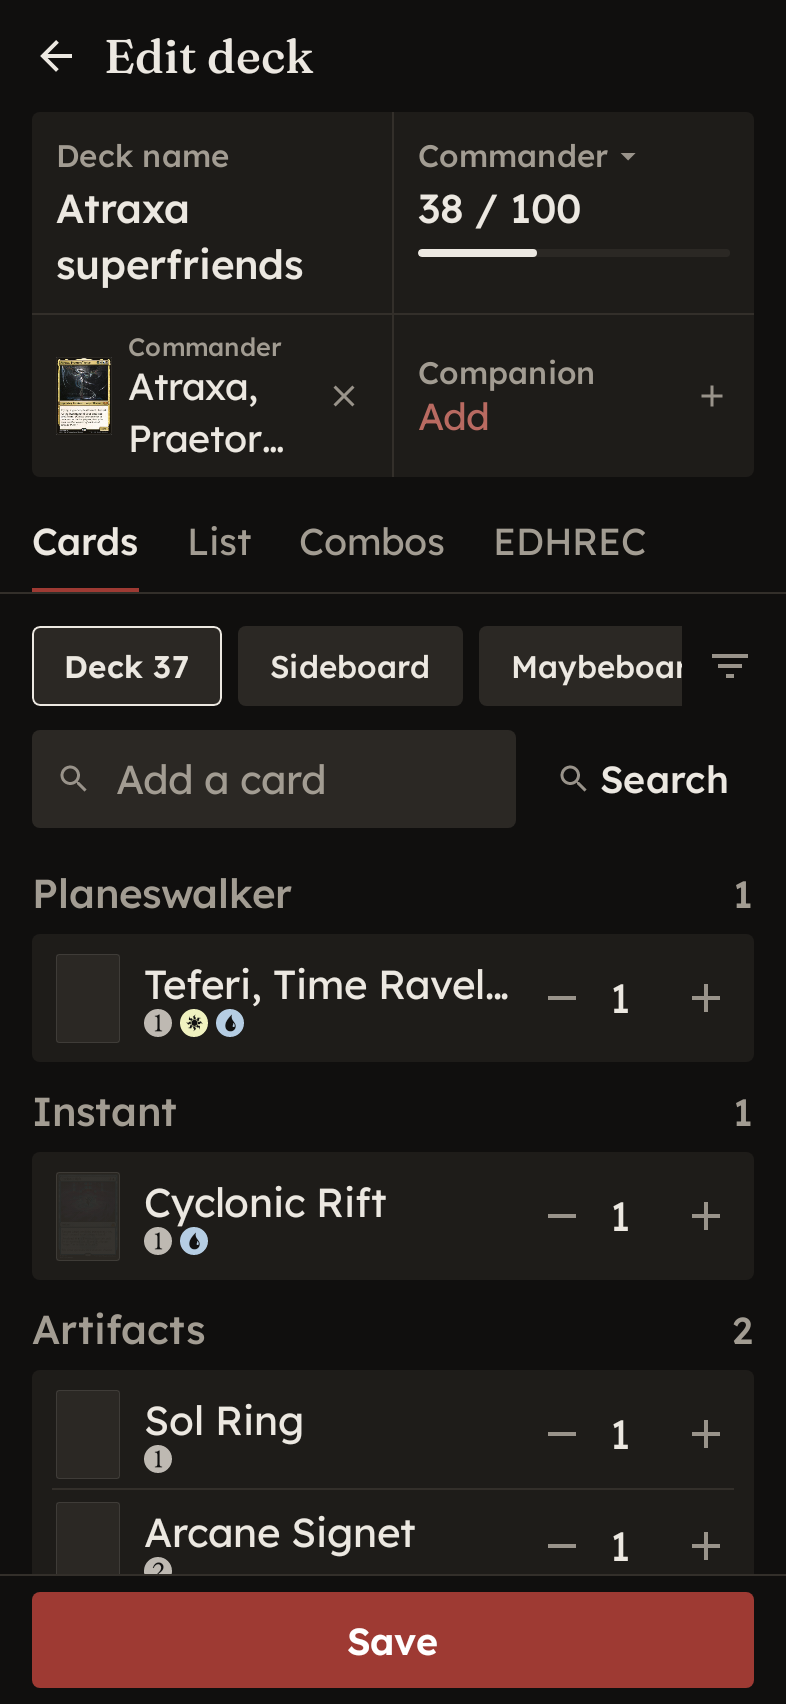 Edit deck
Deck name
Atraxa
superfriends
Commander
38 / 100
Commander
Atraxa,
Praetor...
Companion
Add
Cards List Combos EDHREC
Deck 37 Sideboard Maybeboar
Add a card Search
Planeswalker 1
Teferi, Time Ravel... 1
1
Instant 1
Cyclonic Rift 1
1
Artifacts 2
Sol Ring 1
1
Arcane Signet 1
2
Save